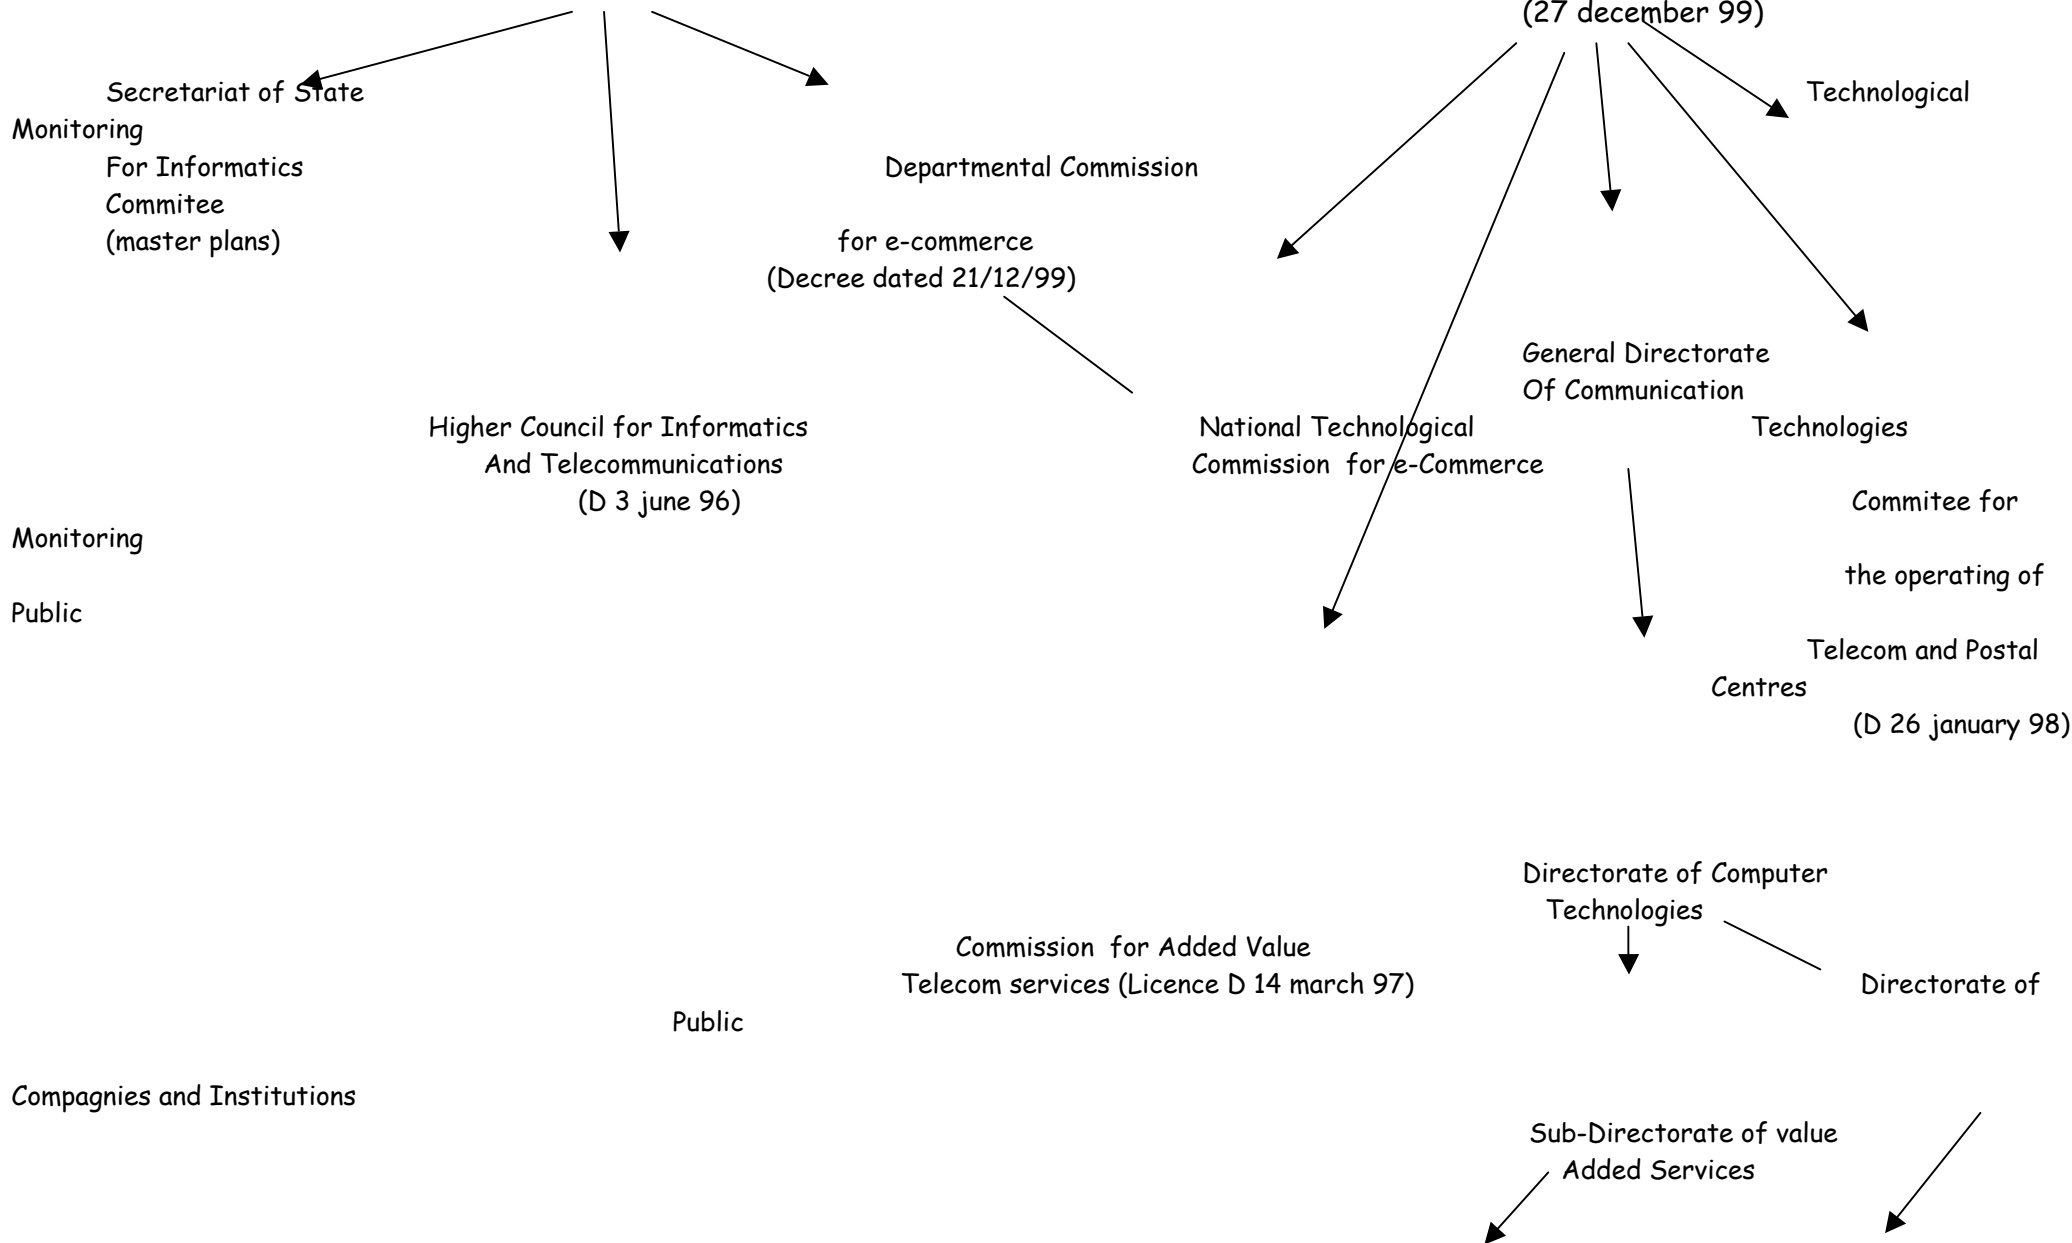 (27 december 99)
Secretariat of State Technological
Monitoring
For Informatics Departmental Commission
Commitee
(master plans) for e-commerce
(Decree dated 21/12/99)
General Directorate
Of Communication
Higher Council for Informatics National Technological Technologies
And Telecommunications Commission for e-Commerce
(D 3 june 96) Commitee for
Monitoring
the operating of
Public
Telecom and Postal
Centres
(D 26 january 98)
Directorate of Computer
Technologies
Commission for Added Value
Telecom services (Licence D 14 march 97) Directorate of
Public
Compagnies and Institutions
Sub-Directorate of value
Added Services